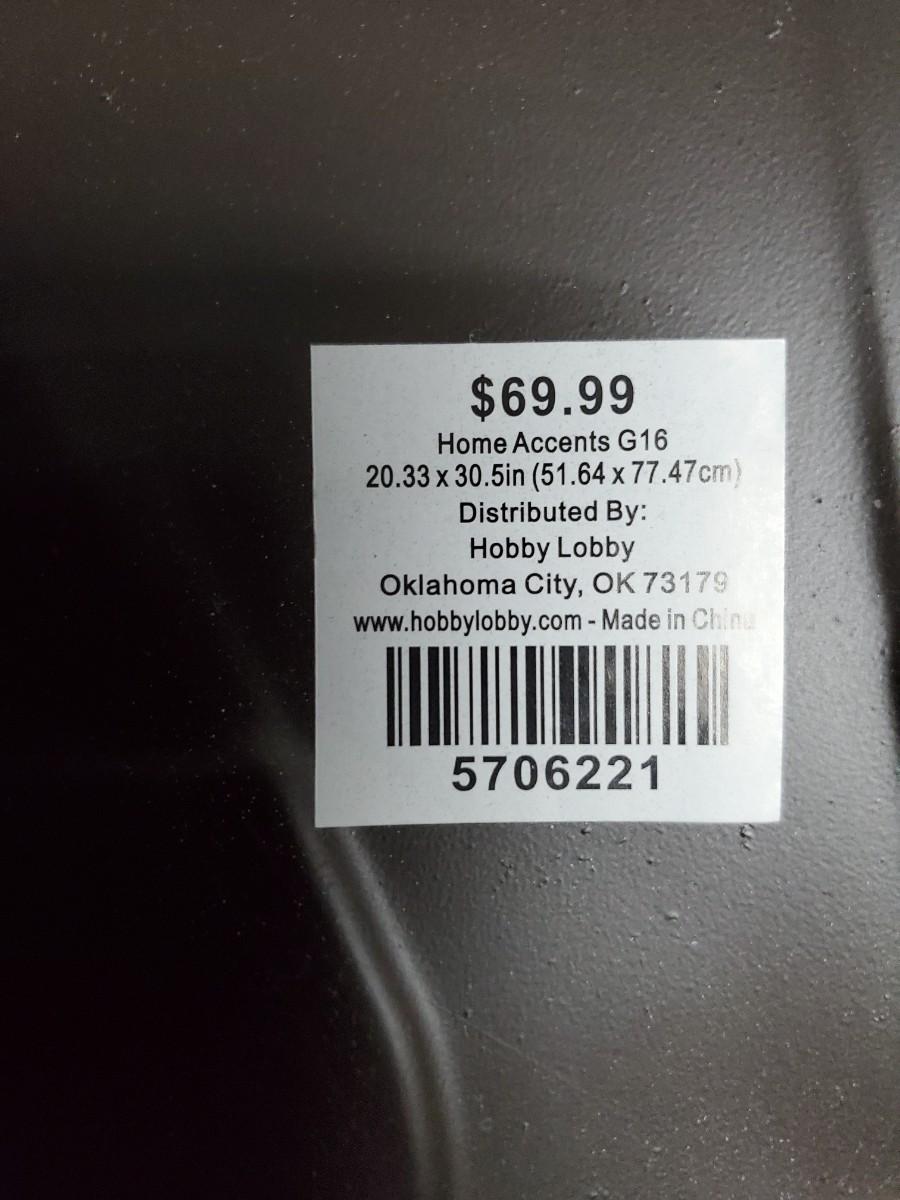 $69.99
Home Accents G16
20.33 x 30.5in (51.64 x 77.47cm)
Distributed By:
Hobby Lobby
Oklahoma City, OK 73179
www.hobbylobby.com - Made in China
5706221